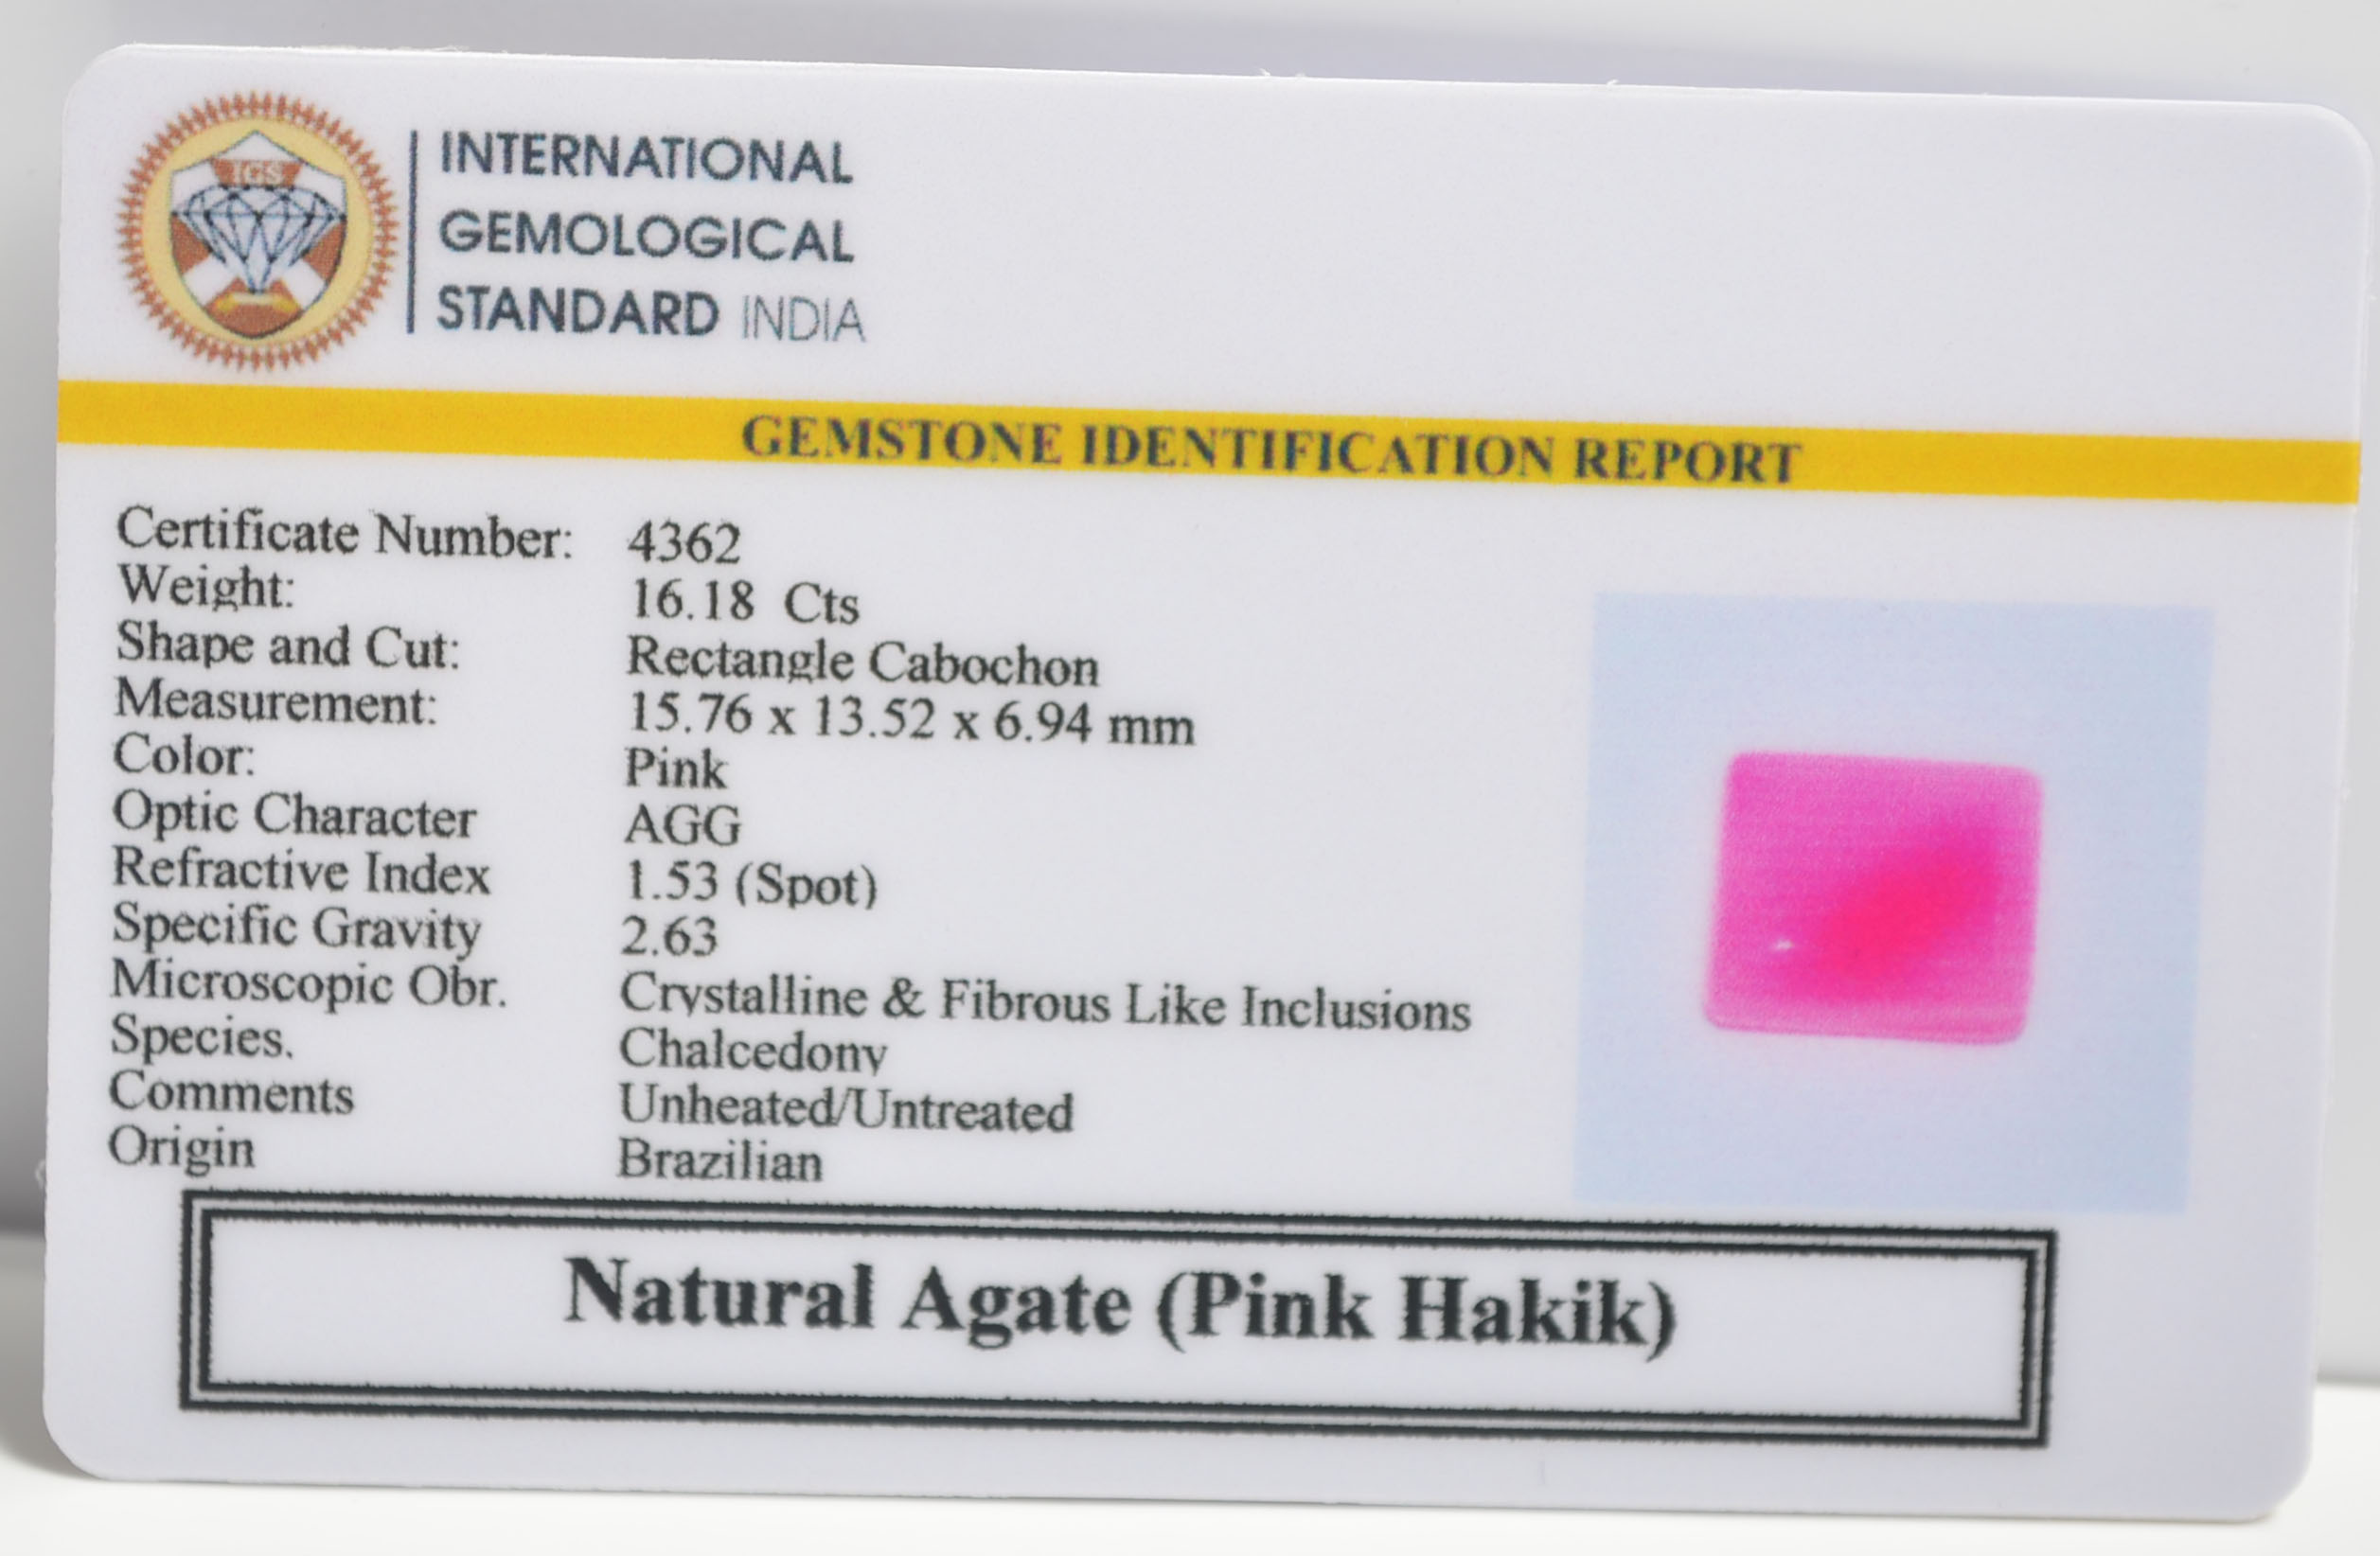 IGS
INTERNATIONAL
GEMOLOGICAL
STANDARD INDIA
GEMSTONE IDENTIFICATION REPORT
Certificate Number: 4362
Weight: 16.18 Cts
Shape and Cut: Rectangle Cabochon
Measurement: 15.76 x 13.52 x 6.94 mm
Color: Pink
Optic Character AGG
Refractive Index 1.53 (Spot)
Specific Gravity 2.63
Microscopic Obr. Crystalline & Fibrous Like Inclusions
Species. Chalcedony
Comments Unheated/Untreated
Origin Brazilian
Natural Agate (Pink Hakik)